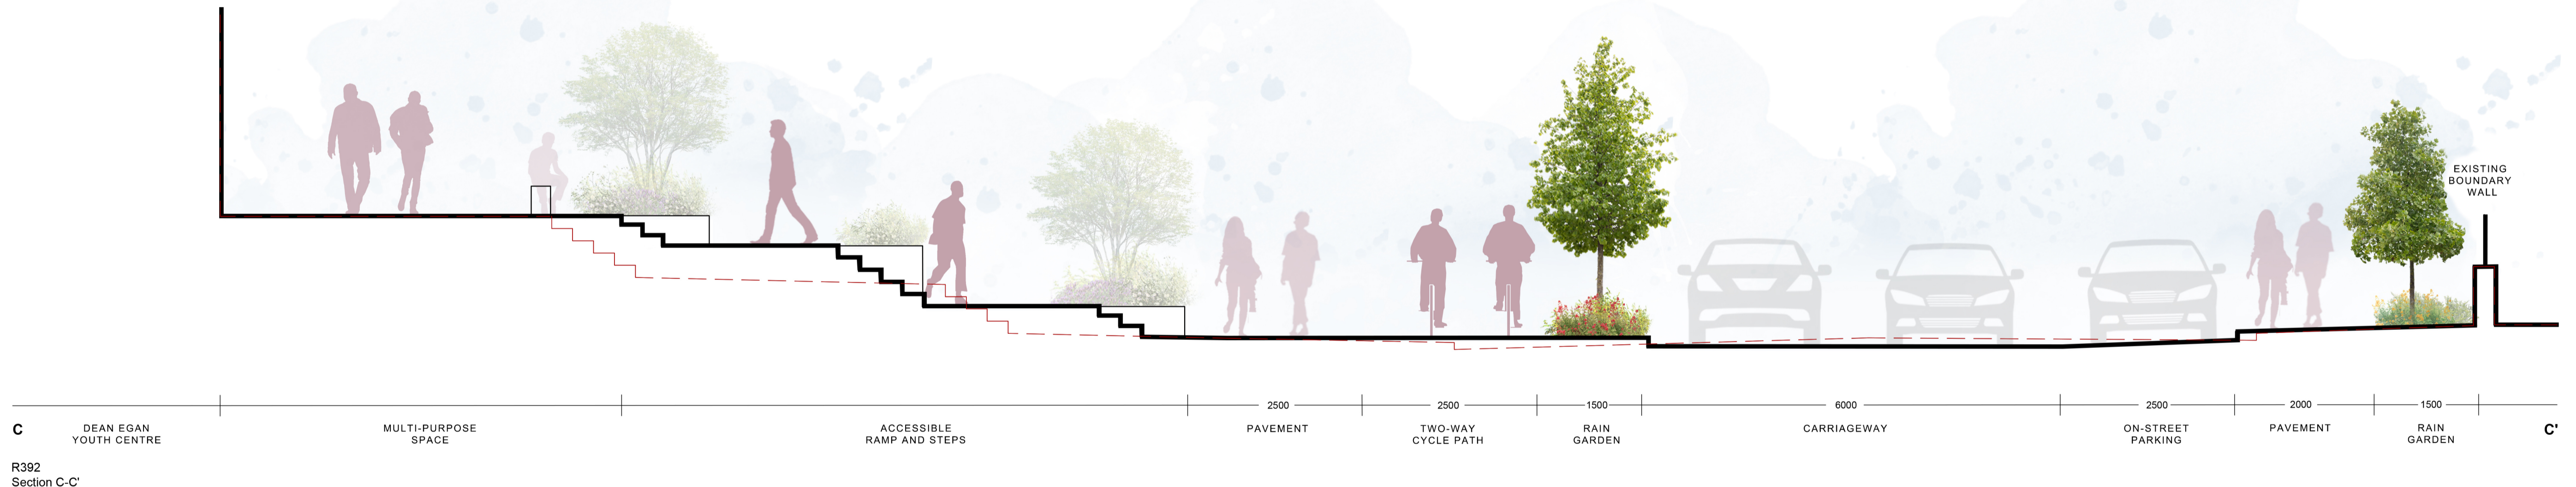 EXISTING
BOUNDARY
WALL
2500
2500
1500
6000
2500
2000
1500
C
DEAN EGAN
YOUTH CENTRE
MULTI-PURPOSE
SPACE
ACCESSIBLE
RAMP AND STEPS
PAVEMENT
TWO-WAY
CYCLE PATH
RAIN
GARDEN
CARRIAGEWAY
ON-STREET
PARKING
PAVEMENT
RAIN
GARDEN
C'
R392
Section C-C'